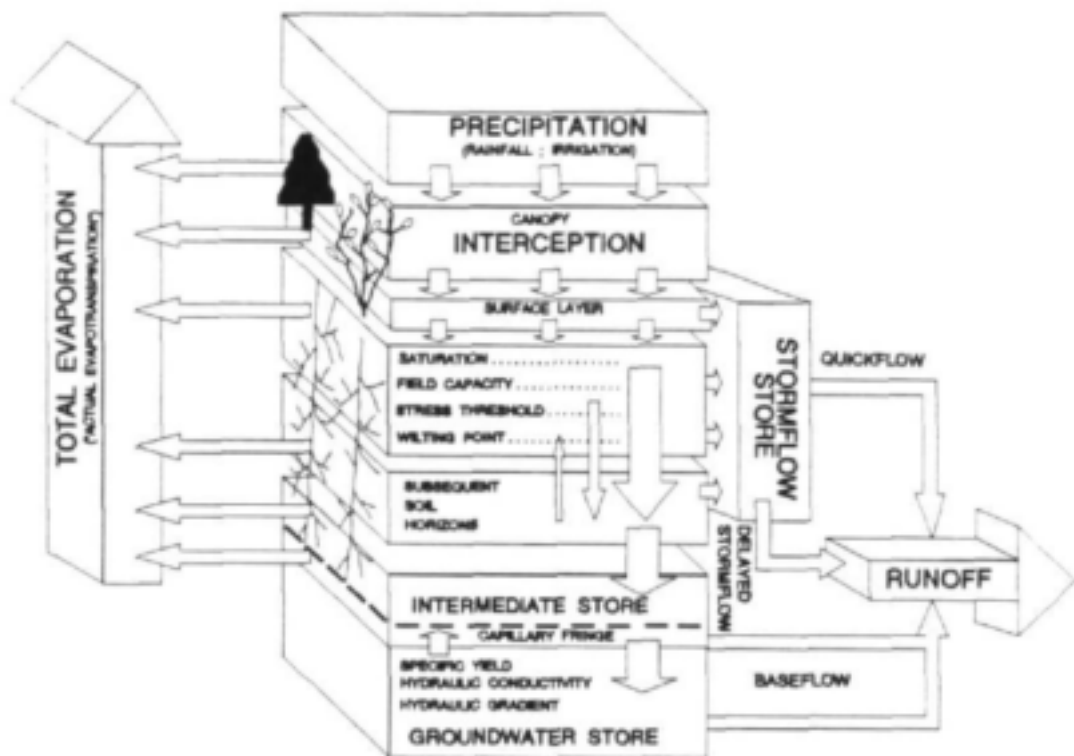 PRECIPITATION
(RAINFALL ; IRRIGATION)
CANOPY
INTERCEPTION
SURFACE LAYER
SATURATION
FIELD CAPACITY
STRESS THRESHOLD
WILTING POINT
SUBSEQUENT
SOIL
HORIZONS
INTERMEDIATE STORE
CAPILLARY FRINGE
SPECIFIC YIELD
HYDRAULIC CONDUCTIVITY
HYDRAULIC GRADIENT
GROUNDWATER STORE
TOTAL EVAPORATION
("ACTUAL EVAPOTRANSPIRATION")
STORMFLOW
STORE
QUICKFLOW
DELAYED
STORMFLOW
RUNOFF
BASEFLOW